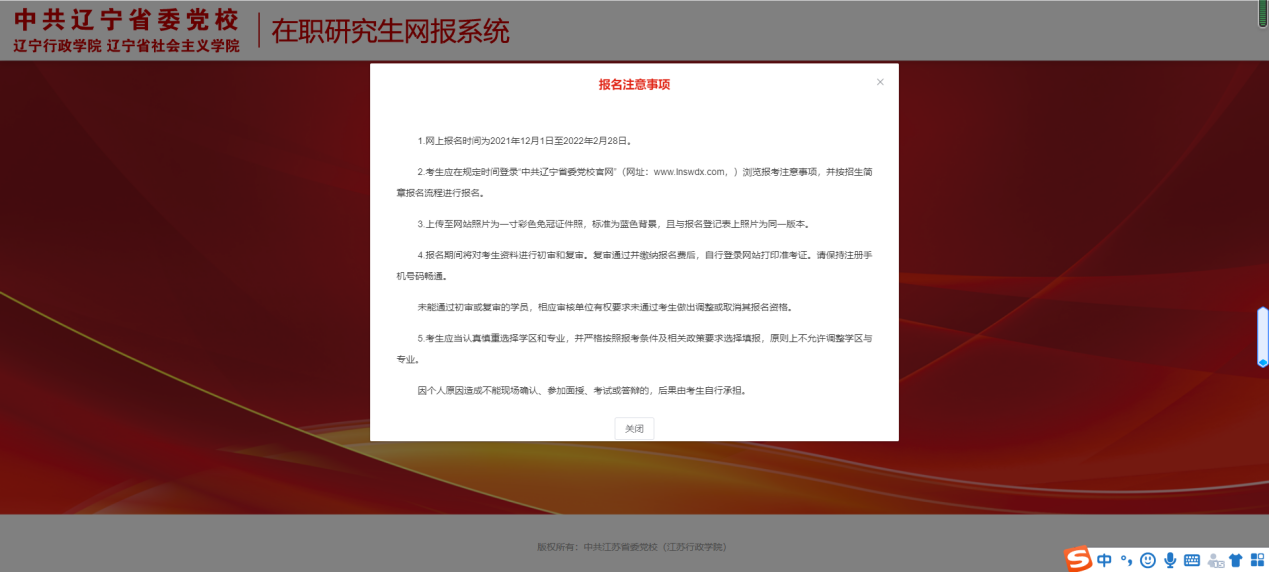 中共辽宁省委党校
辽宁行政学院 辽宁省社会主义学院
在职研究生网报系统
报名注意事项
×
1.网上报名时间为2021年12月1日至2022年2月28日。
2.考生应在规定时间登录“中共辽宁省委党校官网”（网址：www.lnswdx.com，）浏览报考注意事项，并按招生简
章报名流程进行报名。
3.上传至网站照片为一寸彩色免冠证件照，标准为蓝色背景，且与报名登记表上照片为同一版本。
4.报名期间将对考生资料进行初审和复审。复审通过并缴纳报名费后，自行登录网站打印准考证。请保持注册手
机号码畅通。
未能通过初审或复审的学员，相应审核单位有权要求未通过考生做出调整或取消其报名资格。
5.考生应当认真慎重选择学区和专业，并严格按照报考条件及相关政策要求选择填报，原则上不允许调整学区与
专业。
因个人原因造成不能现场确认、参加面授、考试或答辩的，后果由考生自行承担。
关闭
版权所有：中共江苏省委党校（江苏行政学院）
中